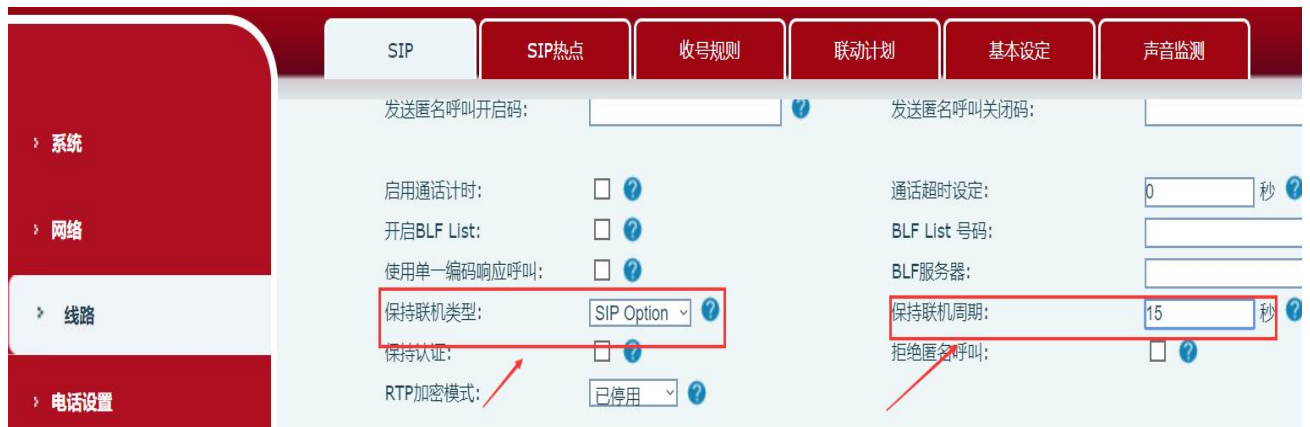 SIP SIP热点 收号规则 联动计划 基本设定 声音监测
系统
网络
线路
电话设置
发送匿名呼叫开启码: 发送匿名呼叫关闭码:
启用通话计时: 通话超时设定: 0 秒
开启BLF List: BLF List 号码:
使用单一编码响应呼叫: BLF服务器:
保持联机类型: SIP Option 保持联机周期: 15 秒
保持认证: 拒绝匿名呼叫:
RTP加密模式: 已停用